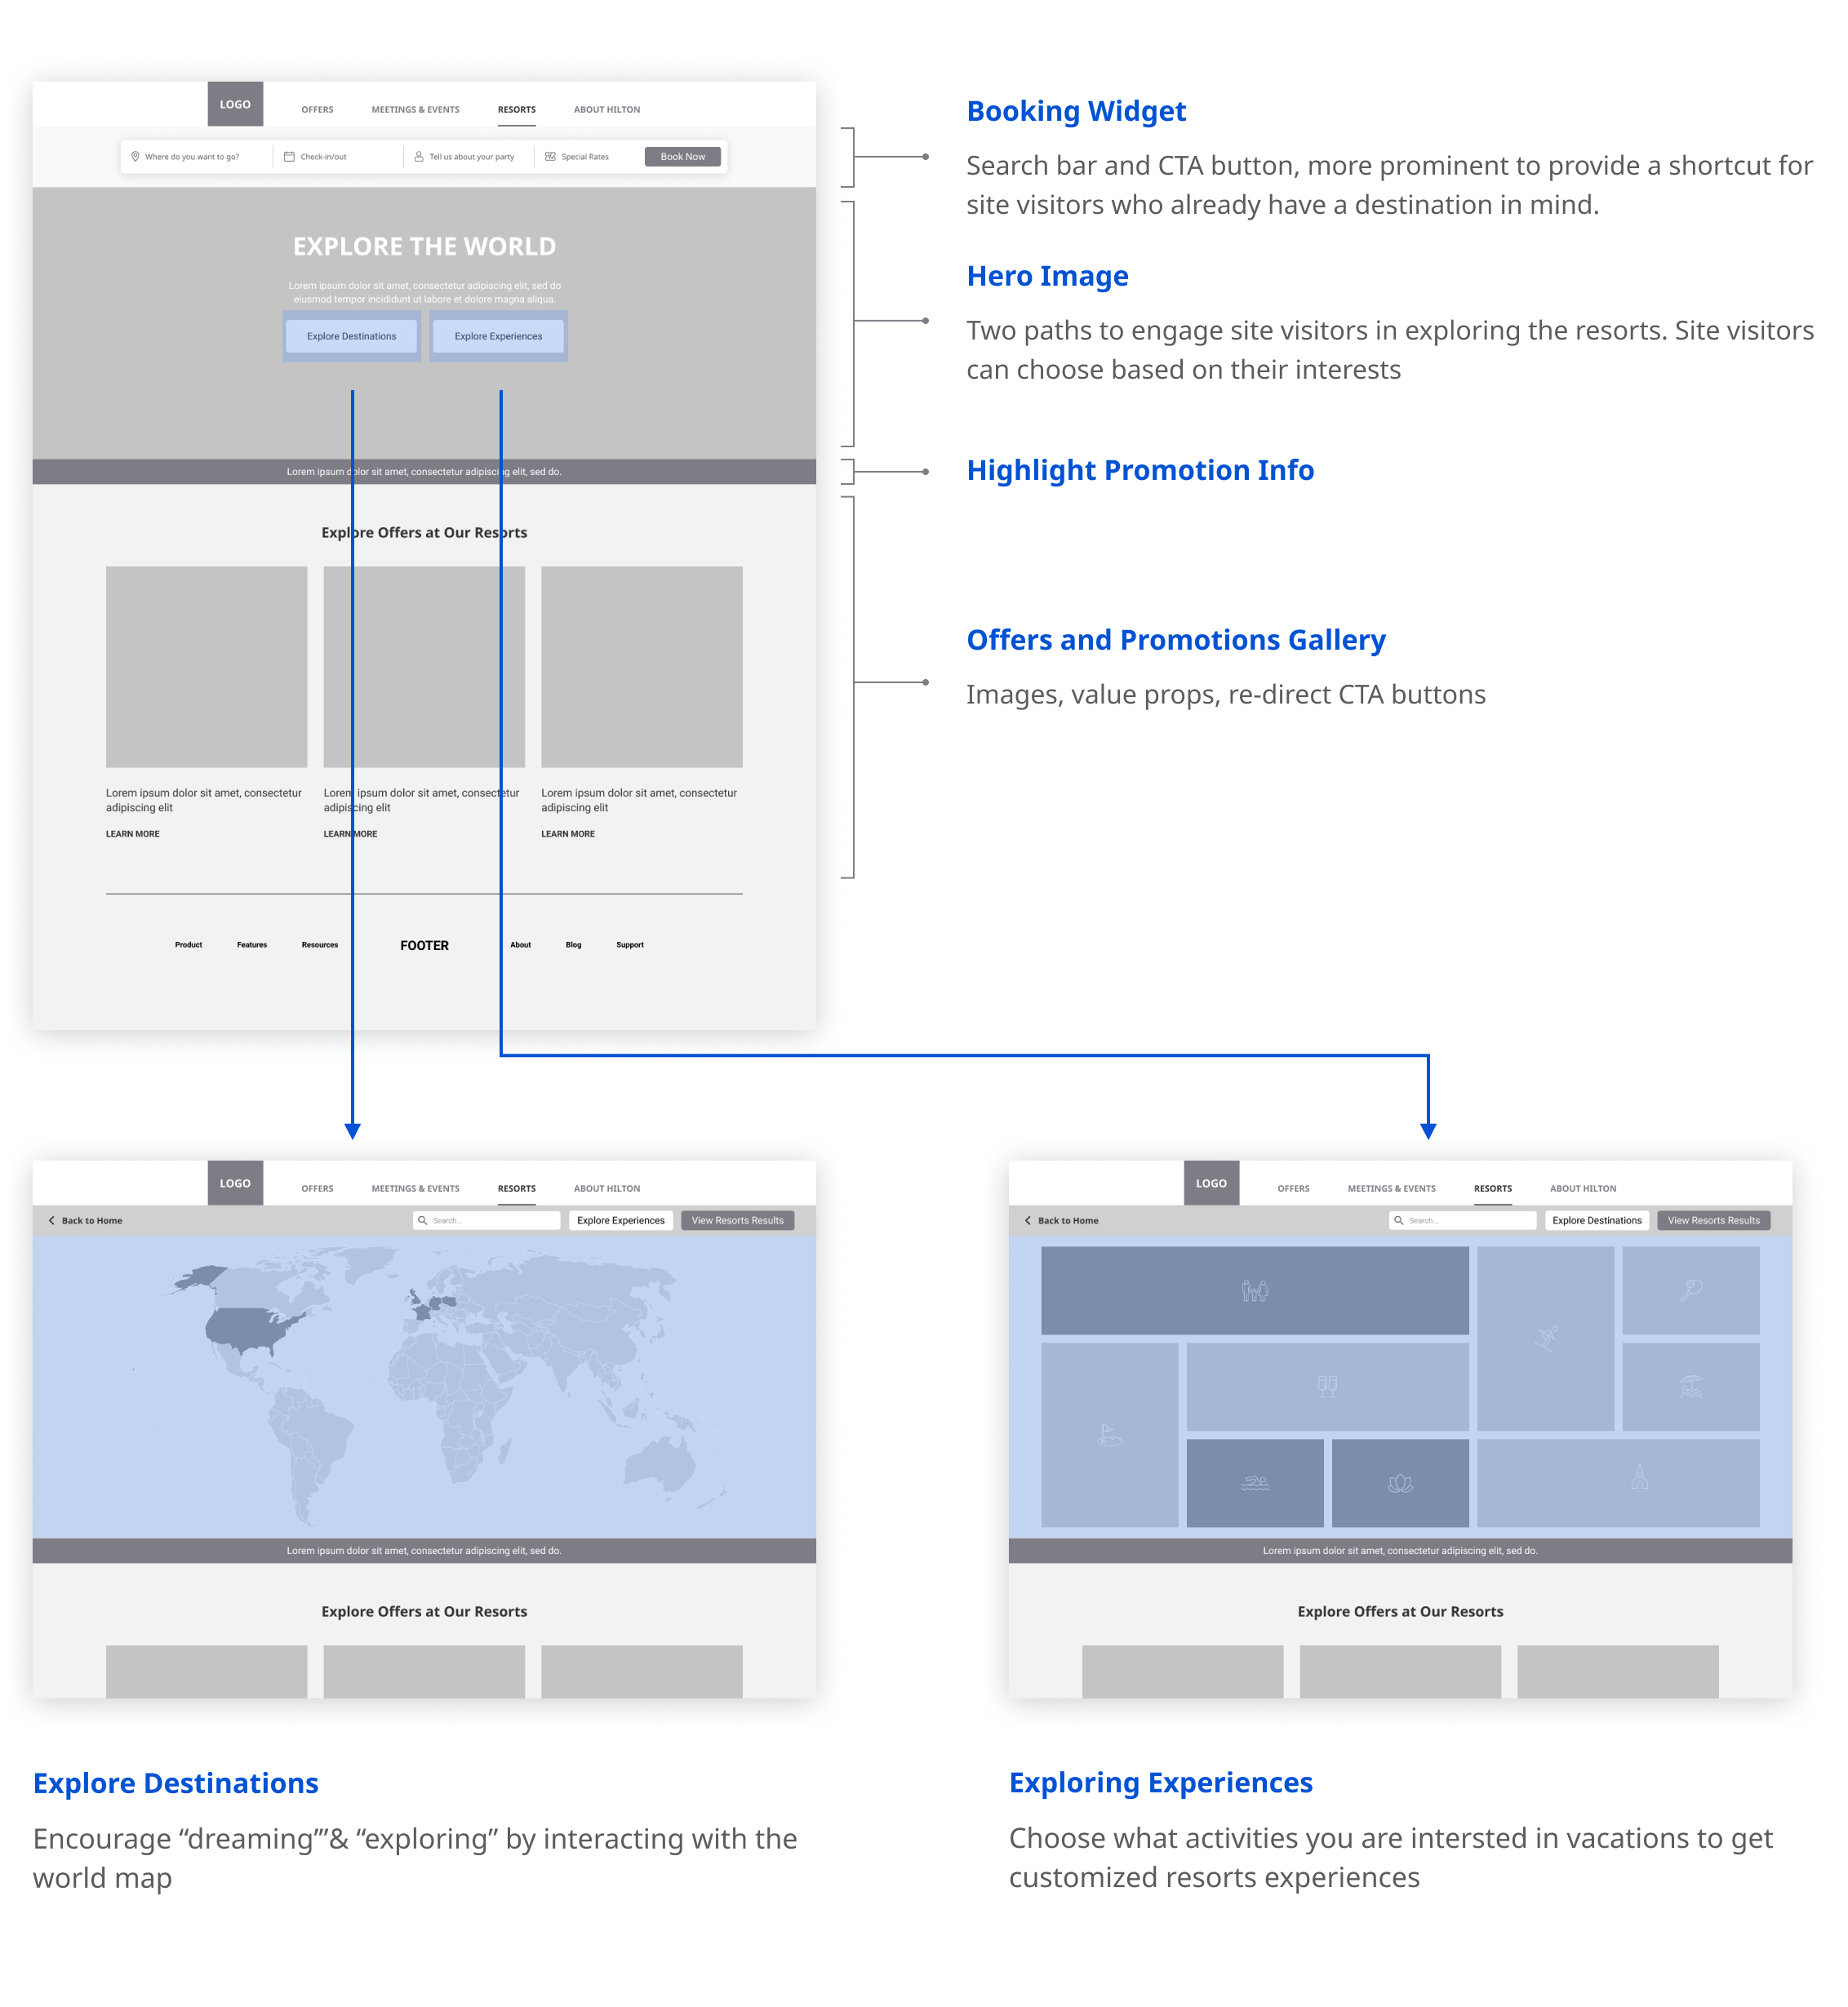 LOGO
OFFERS
MEETINGS & EVENTS
RESORTS
ABOUT HILTON
Where do you want to go?
Check-in/out
Tell us about your party
Special Rates
Book Now
EXPLORE THE WORLD
Lorem ipsum dolor sit amet, consectetur adipiscing elit, sed do
eiusmod tempor incididunt ut labore et dolore magna aliqua.
Explore Destinations
Explore Experiences
Lorem ipsum dolor sit amet, consectetur adipiscing elit, sed do.
Explore Offers at Our Resorts
Lorem ipsum dolor sit amet, consectetur
adipiscing elit
LEARN MORE
Lorem ipsum dolor sit amet, consectetur
adipiscing elit
LEARN MORE
Lorem ipsum dolor sit amet, consectetur
adipiscing elit
LEARN MORE
Product
Features
Resources
FOOTER
About
Blog
Support
Booking Widget
Search bar and CTA button, more prominent to provide a shortcut for
site visitors who already have a destination in mind.
Hero Image
Two paths to engage site visitors in exploring the resorts. Site visitors
can choose based on their interests
Highlight Promotion Info
Offers and Promotions Gallery
Images, value props, re-direct CTA buttons
LOGO
OFFERS
MEETINGS & EVENTS
RESORTS
ABOUT HILTON
Back to Home
Search...
Explore Experiences
View Resorts Results
Lorem ipsum dolor sit amet, consectetur adipiscing elit, sed do.
Explore Offers at Our Resorts
Explore Destinations
Encourage “dreaming”’& “exploring” by interacting with the
world map
LOGO
OFFERS
MEETINGS & EVENTS
RESORTS
ABOUT HILTON
Back to Home
Search...
Explore Destinations
View Resorts Results
Lorem ipsum dolor sit amet, consectetur adipiscing elit, sed do.
Explore Offers at Our Resorts
Exploring Experiences
Choose what activities you are intersted in vacations to get
customized resorts experiences